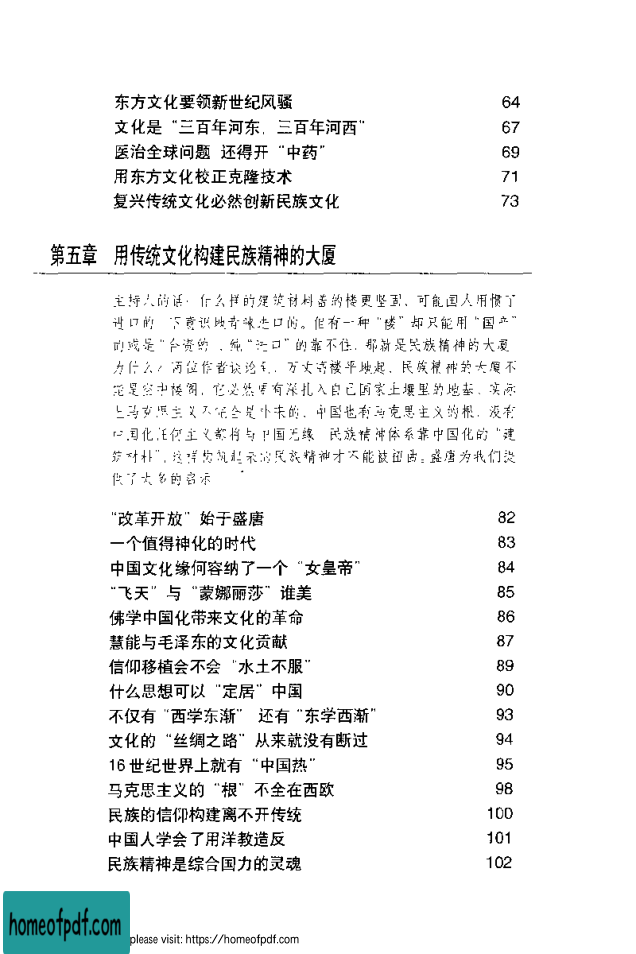 东方文化要领新世纪风骚 64
文化是“三百年河东，三百年河西” 67
医治全球问题 还得开“中药” 69
用东方文化校正克隆技术 71
复兴传统文化必然创新民族文化 73
第五章 用传统文化构建民族精神的大厦
主持人的话：什么样的建筑材料盖的楼更坚固，可能国人用惯了
进口的，下意识地青睐进口的。但有一种“楼”却只能用“国产”
的或是“合资的”，纯“进口”的靠不住，那就是民族精神的大厦
为什么？两位作者谈论到，万丈高楼平地起，民族精神的大厦不
能是空中楼阁，它必然要有深扎入自己国家土壤里的地基，实际
上马克思主义不完全是外来的，中国也有马克思主义的根，没有
中国化任何主义都将与中国无缘 民族精神体系靠中国化的“建
筑材料”，这样构筑起来的民族精神才不能被扭曲。盛唐为我们提
供了太多的启示
“改革开放”始于盛唐 82
一个值得神化的时代 83
中国文化缘何容纳了一个“女皇帝” 84
“飞天”与“蒙娜丽莎”谁美 85
佛学中国化带来文化的革命 86
慧能与毛泽东的文化贡献 87
信仰移植会不会“水土不服” 89
什么思想可以“定居”中国 90
不仅有“西学东渐” 还有“东学西渐” 93
文化的“丝绸之路”从来就没有断过 94
16世纪世界上就有“中国热” 95
马克思主义的“根”不全在西欧 98
民族的信仰构建离不开传统 100
中国人学会了用洋教造反 101
民族精神是综合国力的灵魂 102
homeofpdf.com
please visit: https://homeofpdf.com